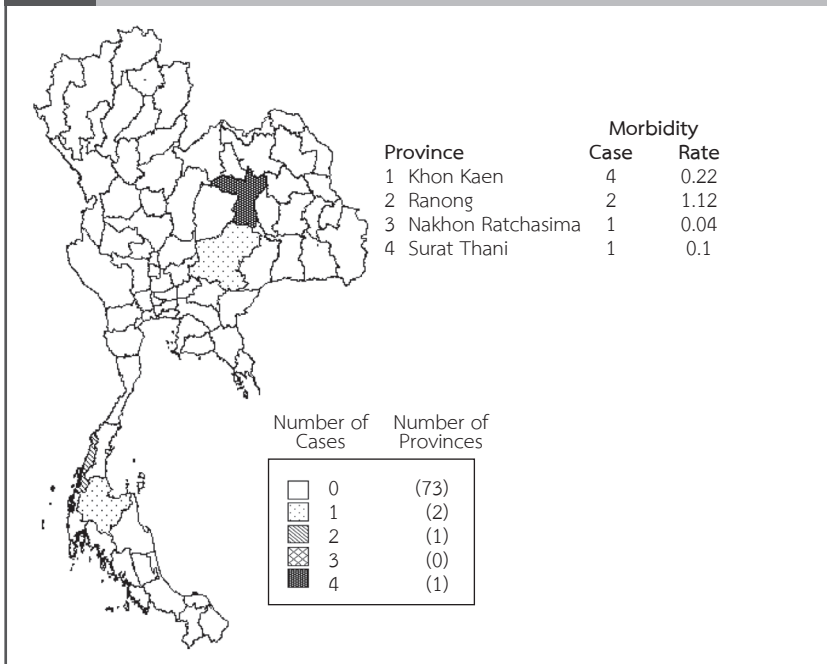 Morbidity
Province Case Rate
1 Khon Kaen 4 0.22
2 Ranong 2 1.12
3 Nakhon Ratchasima 1 0.04
4 Surat Thani 1 0.1
Number of Cases Number of Provinces
0 (73)
1 (2)
2 (1)
3 (0)
4 (1)